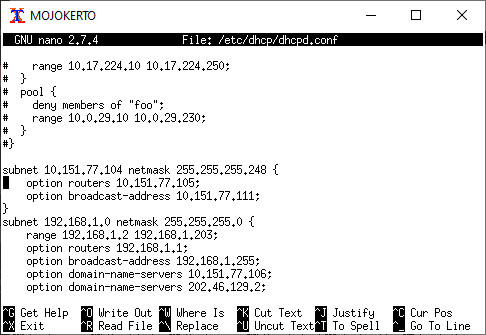 MOJOKERTO
GNU nano 2.7.4 File: /etc/dhcp/dhcpd.conf
# range 10.17.224.10 10.17.224.250;
# }
# pool {
# deny members of "foo";
# range 10.0.29.10 10.0.29.230;
# }
#}
subnet 10.151.77.104 netmask 255.255.255.248 {
option routers 10.151.77.105;
option broadcast-address 10.151.77.111;
}
subnet 192.168.1.0 netmask 255.255.255.0 {
range 192.168.1.2 192.168.1.203;
option routers 192.168.1.1;
option broadcast-address 192.168.1.255;
option domain-name-servers 10.151.77.106;
option domain-name-servers 202.46.129.2;
^G Get Help ^O Write Out ^W Where Is ^K Cut Text ^J Justify ^C Cur Pos
^X Exit ^R Read File ^\ Replace ^U Uncut Text ^T To Spell ^_ Go To Line